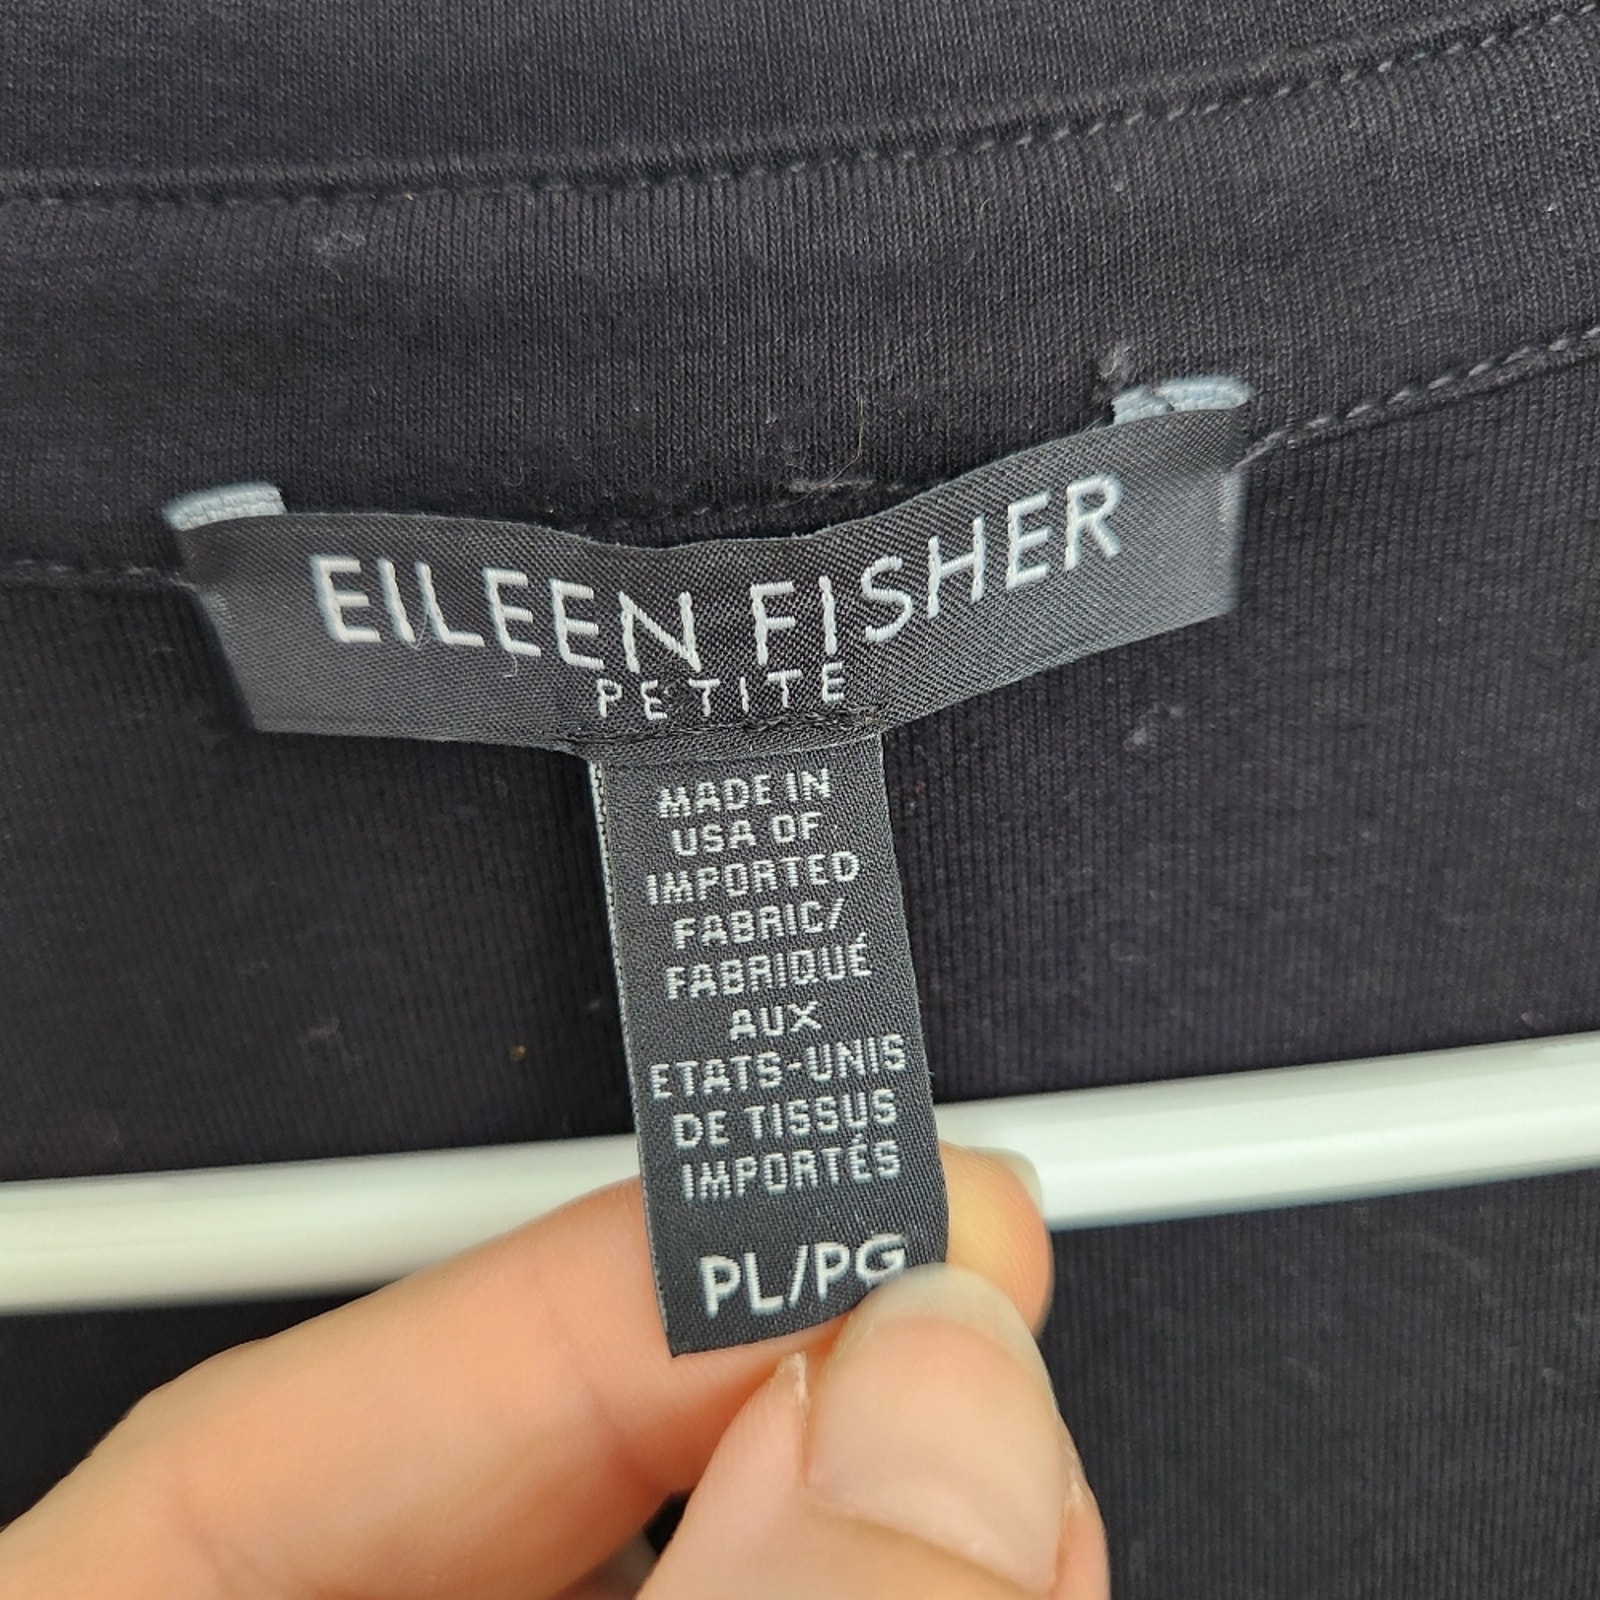 EILEEN FISHER
PETITE
MADE IN
USA OF
IMPORTED
FABRIC/
FABRIQUÉ
AUX
ETATS-UNIS
DE TISSUS
IMPORTÉS
PL/PG